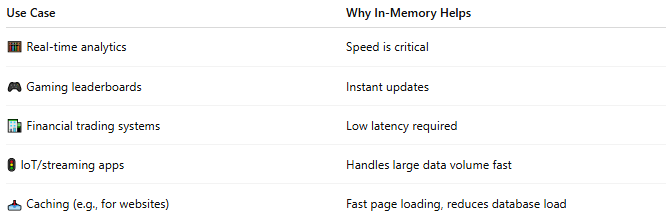 Use Case Why In-Memory Helps
🧮 Real-time analytics Speed is critical
🎮 Gaming leaderboards Instant updates
🏦 Financial trading systems Low latency required
🚦 IoT/streaming apps Handles large data volume fast
🕹️ Caching (e.g., for websites) Fast page loading, reduces database load